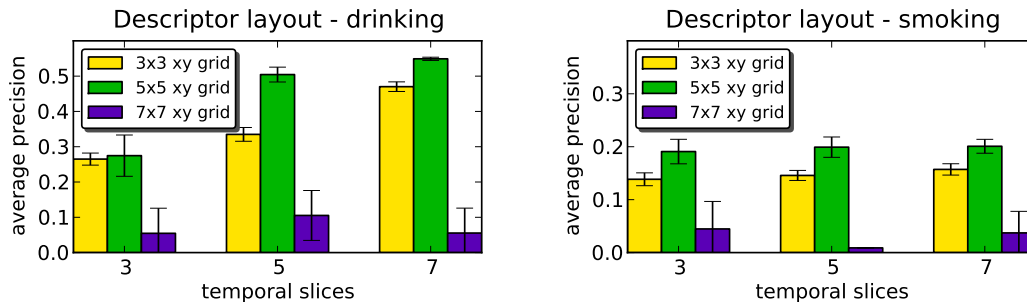 Descriptor layout - drinking
average precision
0.5
0.4
0.3
0.2
0.1
0.0
3x3 xy grid
5x5 xy grid
7x7 xy grid
3 5 7
temporal slices
Descriptor layout - smoking
average precision
0.3
0.2
0.1
0.0
3x3 xy grid
5x5 xy grid
7x7 xy grid
3 5 7
temporal slices